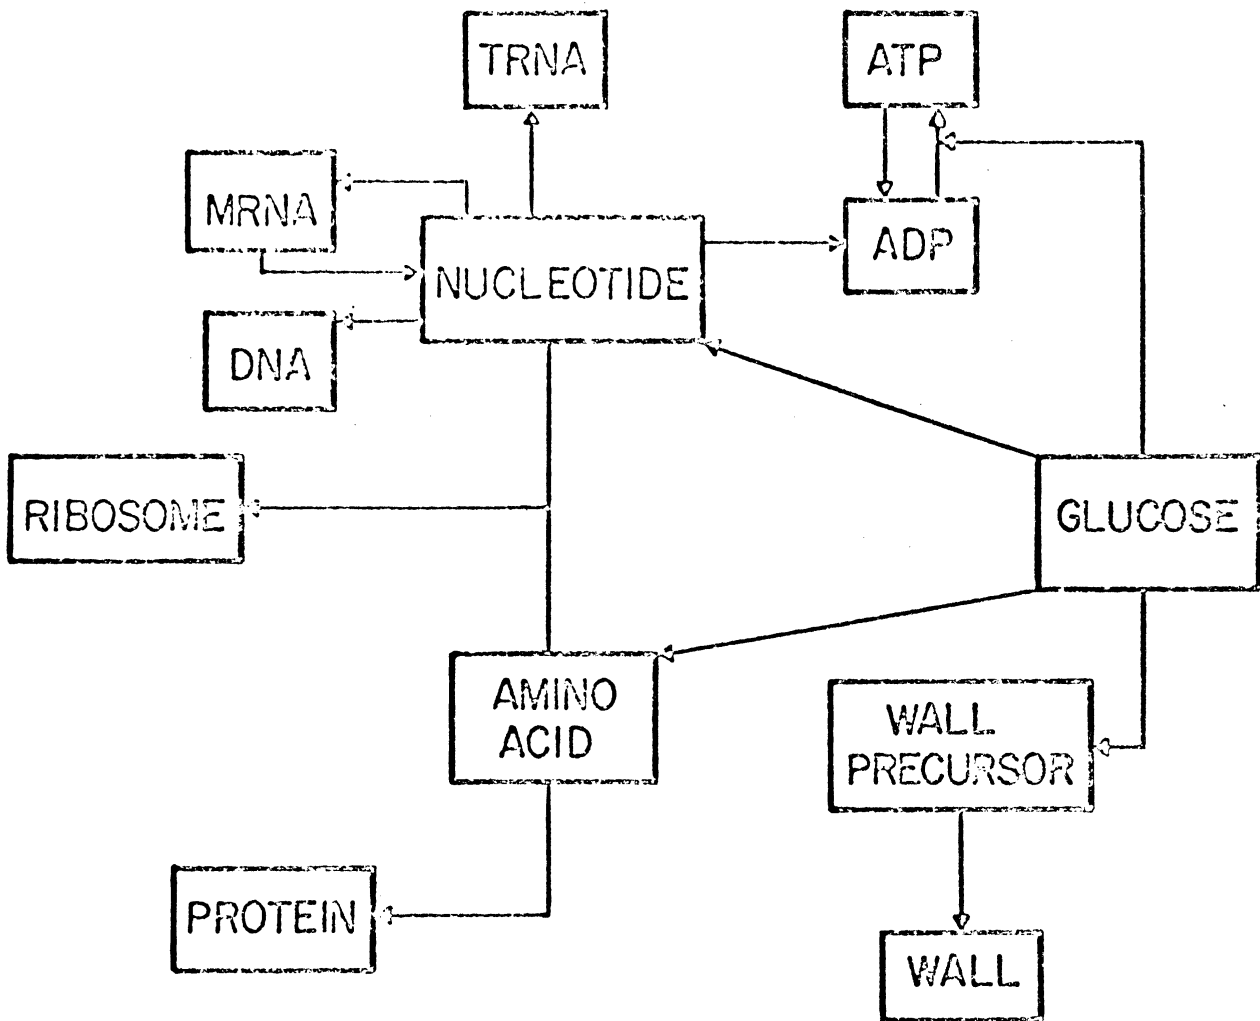 TRNA
ATP
MRNA
ADP
NUCLEOTIDE
DNA
RIBOSOME
GLUCOSE
AMINO
ACID
WALL
PRECURSOR
PROTEIN
WALL